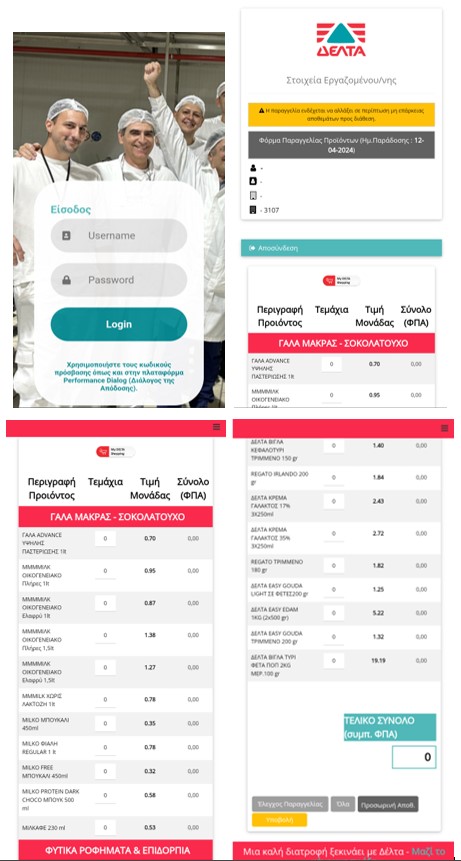 Είσοδος
Username
Password
Login
Χρησιμοποιήστε τους κωδικούς
πρόσβασης όπως και στην πλατφόρμα
Performance Dialog (Διάλογος της
Απόδοσης).
ΔΕΛΤΑ
Στοιχεία Εργαζομένου/νης
Η παραγγελία ενδέχεται να αλλάξει σε περίπτωση μη επάρκειας
αποθεμάτων προς διάθεση.
Φόρμα Παραγγελίας Προϊόντων (Ημ.Παράδοσης : 12-
04-2024)
-
-
-
- 3107
Αποσύνδεση
Περιγραφή Τεμάχια Τιμή Σύνολο
Προιόντος Μονάδας (ΦΠΑ)
ΓΑΛΑ ΜΑΚΡΑΣ - ΣΟΚΟΛΑΤΟΥΧΟ
ΓΑΛΑ ADVANCE
ΥΨΗΛΗΣ
ΠΑΣΤΕΡΙΩΣΗΣ 1lt 0 0.70 0,00
ΜΜΜΜΙΛΚ
ΟΙΚΟΓΕΝΕΙΑΚΟ
Πλήρες 1lt 0 0.95 0,00
Περιγραφή Τεμάχια Τιμή Σύνολο
Προιόντος Μονάδας (ΦΠΑ)
ΓΑΛΑ ΜΑΚΡΑΣ - ΣΟΚΟΛΑΤΟΥΧΟ
ΓΑΛΑ ADVANCE
ΥΨΗΛΗΣ
ΠΑΣΤΕΡΙΩΣΗΣ 1lt 0 0.70 0,00
ΜΜΜΜΙΛΚ
ΟΙΚΟΓΕΝΕΙΑΚΟ
Πλήρες 1lt 0 0.95 0,00
ΜΜΜΜΙΛΚ
ΟΙΚΟΓΕΝΕΙΑΚΟ
Ελαφρύ 1lt 0 0.87 0,00
ΜΜΜΜΙΛΚ
ΟΙΚΟΓΕΝΕΙΑΚΟ
Πλήρες 1,5lt 0 1.38 0,00
ΜΜΜΜΙΛΚ
ΟΙΚΟΓΕΝΕΙΑΚΟ
Ελαφρύ 1,5lt 0 1.27 0,00
MMMILK ΧΩΡΙΣ
ΛΑΚΤΟΖΗ 1lt 0 0.78 0,00
MILKO ΜΠΟΥΚΑΛΙ
450ml 0 0.35 0,00
MILKO ΦΙΑΛΗ
REGULAR 1 lt 0 0.78 0,00
MILKO FREE
ΜΠΟΥΚΑΛΙ 450ml 0 0.32 0,00
MILKO PROTEIN DARK
CHOCO ΜΠΟΥΚ 500
ml 0 0.58 0,00
ΜΙΛΚΑΦΕ 230 ml 0 0.53 0,00
ΦΥΤΙΚΑ ΡΟΦΗΜΑΤΑ & ΕΠΙΔΟΡΠΙΑ
ΔΕΛΤΑ ΒΙΓΛΑ
ΚΕΦΑΛΟΤΥΡΙ
ΤΡΙΜΜΕΝΟ 150 gr 0 1.40 0,00
REGATO IRLANDO 200
gr 0 1.84 0,00
ΔΕΛΤΑ ΚΡΕΜΑ
ΓΑΛΑΚΤΟΣ 17%
3X250ml 0 2.43 0,00
ΔΕΛΤΑ ΚΡΕΜΑ
ΓΑΛΑΚΤΟΣ 35%
3X250ml 0 2.72 0,00
REGATO ΤΡΙΜΜΕΝΟ
180 gr 0 1.82 0,00
ΔΕΛΤΑ EASY GOUDA
LIGHT ΣΕ ΦΕΤΕΣ200 gr 0 1.25 0,00
ΔΕΛΤΑ EASY EDAM
1KG (2x500 gr) 0 5.22 0,00
ΔΕΛΤΑ EASY GOUDA
ΤΡΙΜΜΕΝΟ 200 gr 0 1.32 0,00
ΔΕΛΤΑ ΒΙΓΛΑ ΤΥΡΙ
ΦΕΤΑ ΠΟΠ 2KG
ΜΕΡ.100 gr 0 19.19 0,00
ΤΕΛΙΚΟ ΣΥΝΟΛΟ
(συμπ. ΦΠΑ)
0
Έλεγχος Παραγγελίας Όλα Προσωρινή Αποθ.
Υποβολή
Μια καλή διατροφή ξεκινάει με Δέλτα - Μαζί το